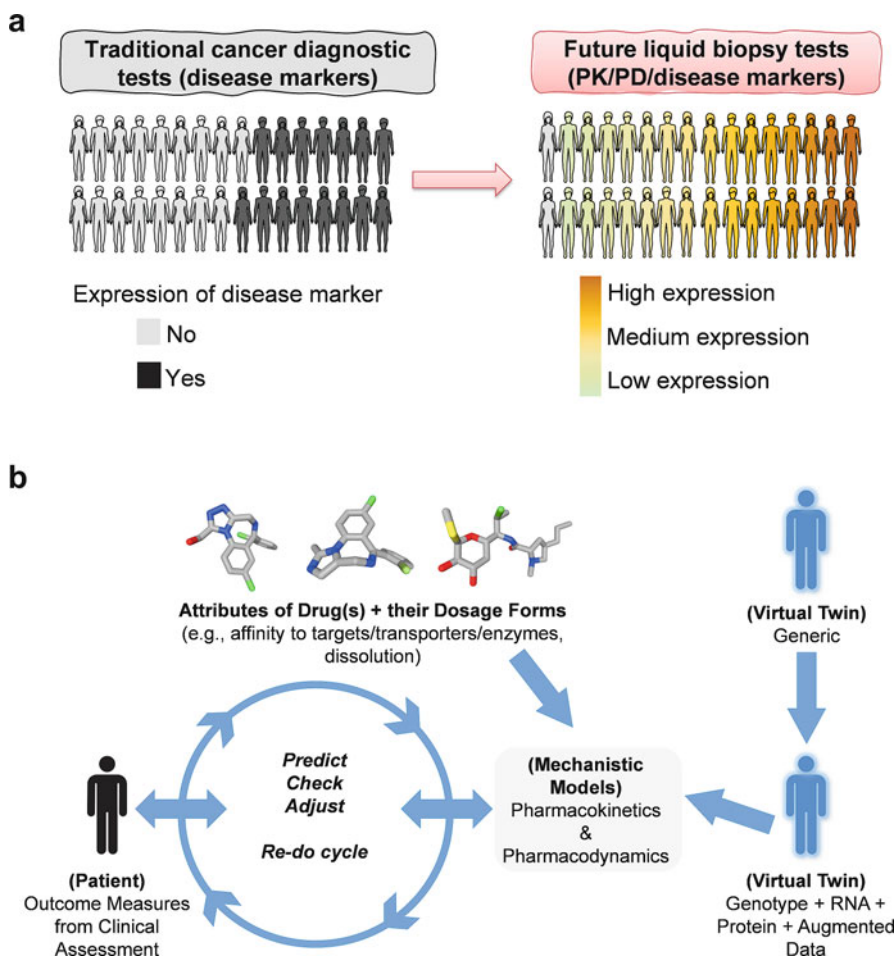 a
Traditional cancer diagnostic
tests (disease markers)
Future liquid biopsy tests
(PK/PD/disease markers)
Expression of disease marker
No
Yes
High expression
Medium expression
Low expression
b
Attributes of Drug(s) + their Dosage Forms
(e.g., affinity to targets/transporters/enzymes,
dissolution)
(Virtual Twin)
Generic
Predict
Check
Adjust
Re-do cycle
(Mechanistic
Models)
Pharmacokinetics
&
Pharmacodynamics
(Patient)
Outcome Measures
from Clinical
Assessment
(Virtual Twin)
Genotype + RNA +
Protein + Augmented
Data